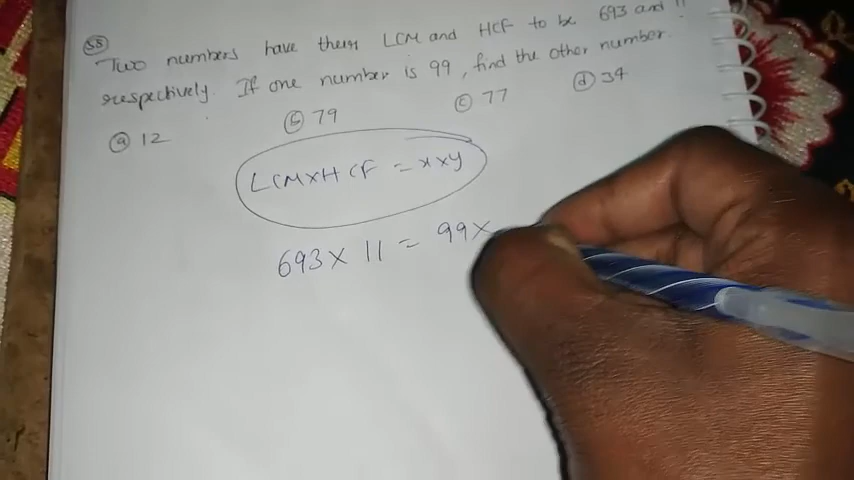 58
Two numbers have their LCM and HCF to be 693 and 11
respectively. If one number is 99, find the other number.
a 12 b 79 c 77 d 34
LCM x HCF = x x y
693 x 11 = 99 x